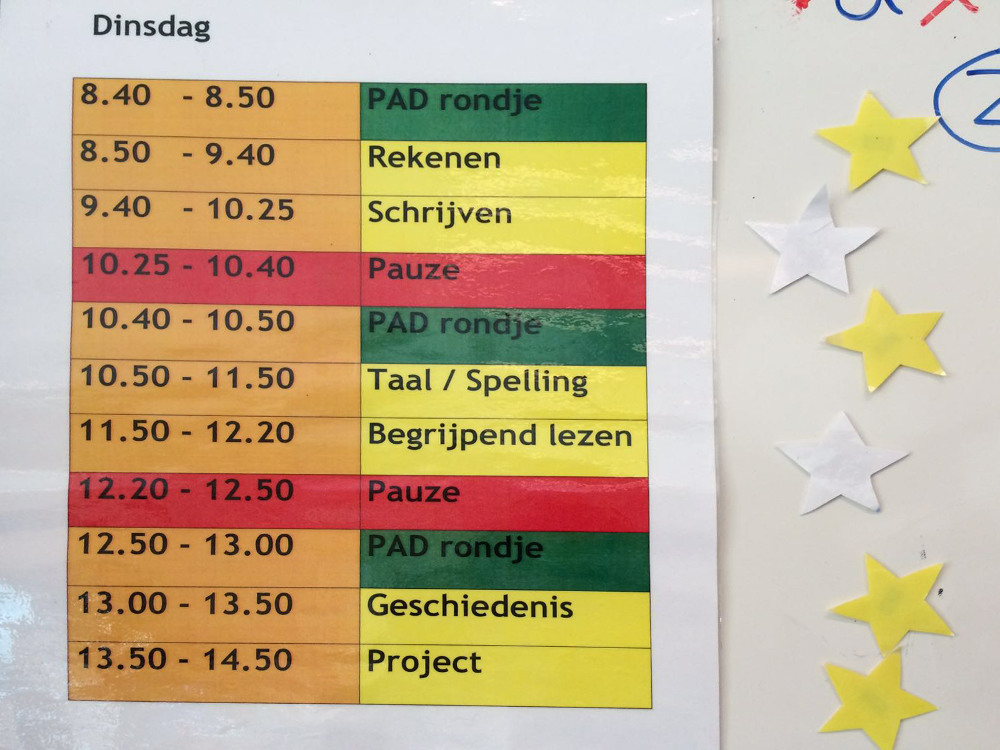 Dinsdag
8.40 - 8.50 PAD rondje
8.50 - 9.40 Rekenen
9.40 - 10.25 Schrijven
10.25 - 10.40 Pauze
10.40 - 10.50 PAD rondje
10.50 - 11.50 Taal / Spelling
11.50 - 12.20 Begrijpend lezen
12.20 - 12.50 Pauze
12.50 - 13.00 PAD rondje
13.00 - 13.50 Geschiedenis
13.50 - 14.50 Project